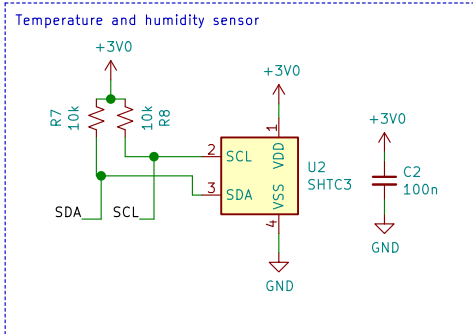 Temperature and humidity sensor
+3V0
R7
10k
10k
R8
SDA
SCL
+3V0
1
2
3
4
SCL
SDA
VDD
VSS
U2
SHTC3
GND
+3V0
C2
100n
GND